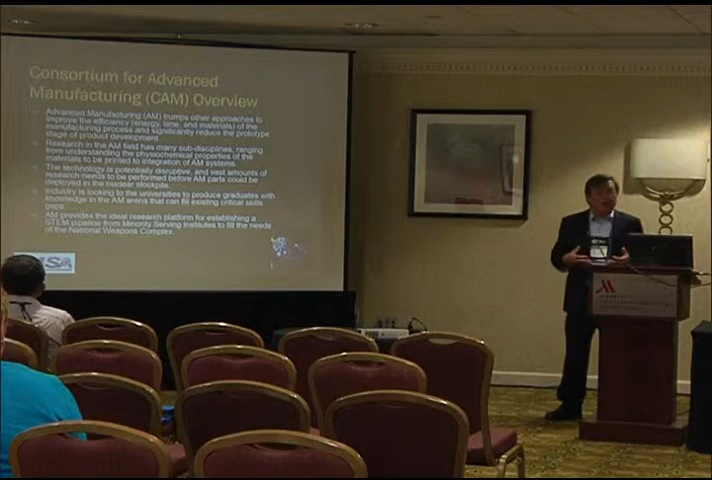 Consortium for Advanced
Manufacturing (CAM) Overview
Advanced Manufacturing (AM) trumps other approaches to
improve the efficiency (energy, time, and materials) of the
manufacturing process and significantly reduce the prototype
stage of product development.
Research in the AM field has many sub-disciplines, ranging
from understanding the physiochemical properties of the
materials to be printed to integration of AM systems.
The technology is potentially disruptive, and vast amounts of
research needs to be performed before AM parts could be
deployed in the nuclear stockpile.
Industry is looking to the universities to produce graduates with
knowledge in the AM arena that can fill existing critical skills
gaps.
AM provides the ideal research platform for establishing a
STEM pipeline from Minority Serving Institutes to fill the needs
of the National Weapons Complex.
MARRIOTT